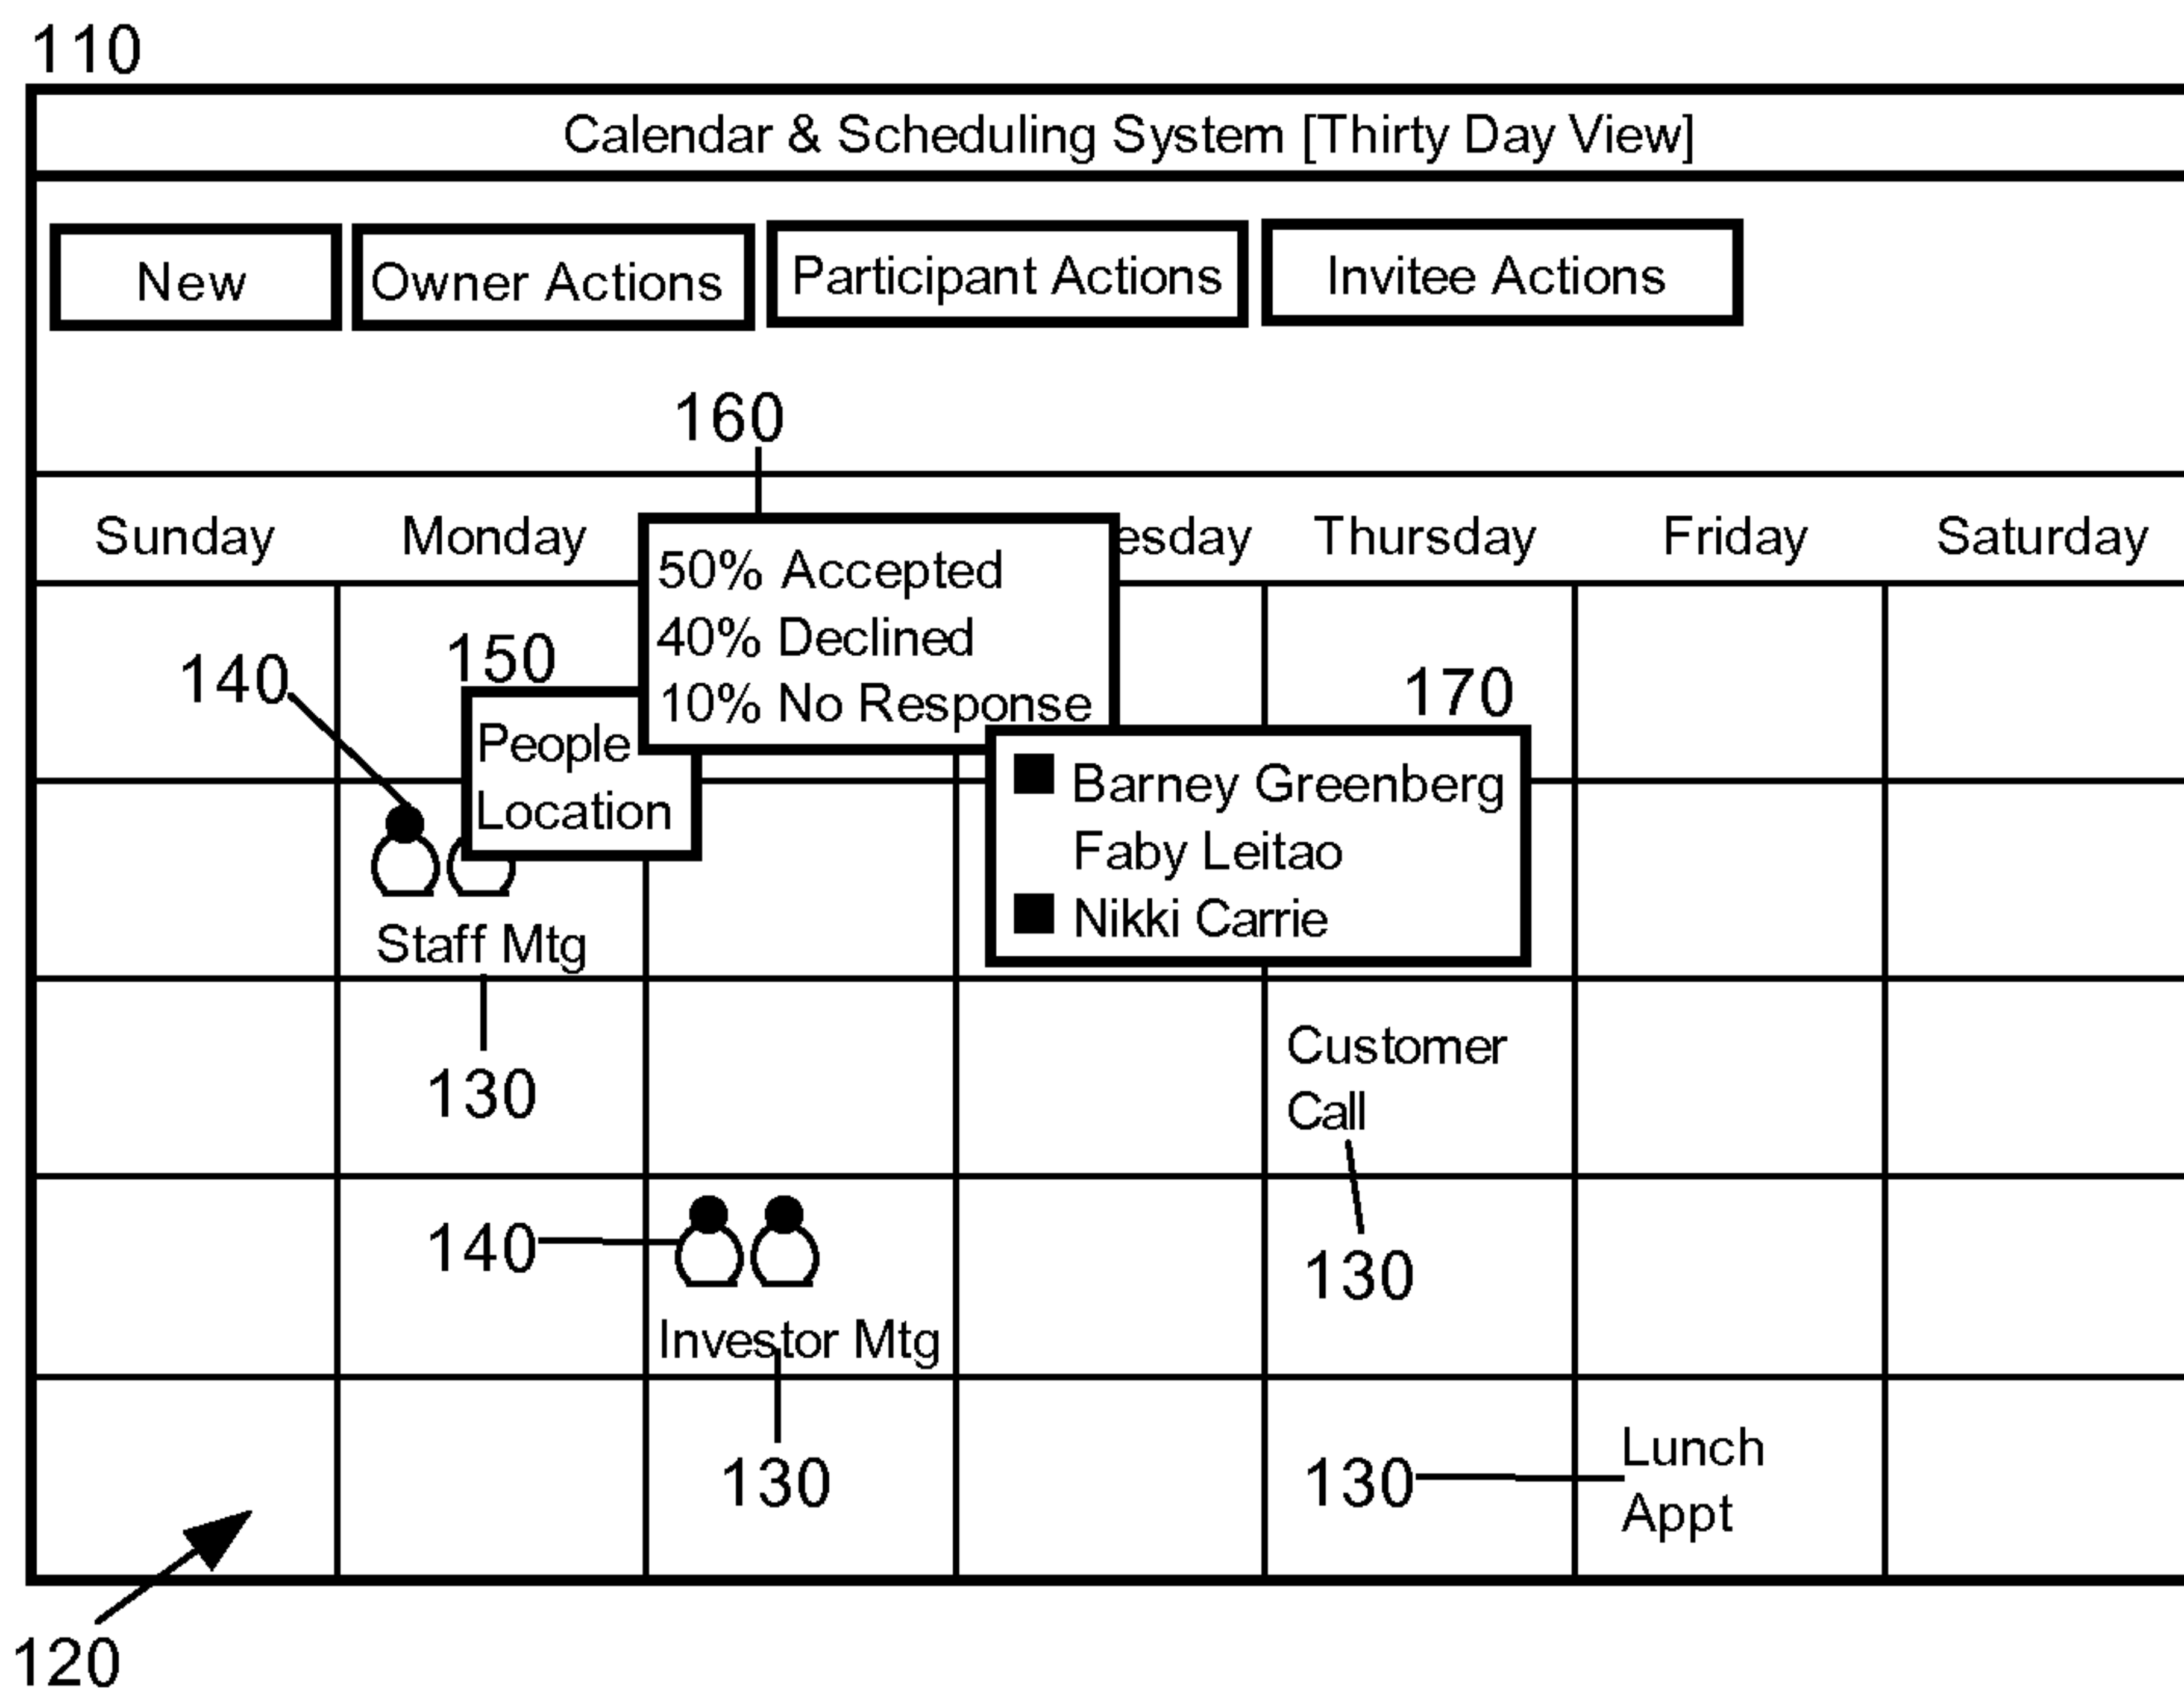 110
Calendar & Scheduling System [Thirty Day View]
New
Owner Actions
Participant Actions
Invitee Actions
160
Sunday
Monday
esday
Thursday
Friday
Saturday
50% Accepted
40% Declined
10% No Response
140
150
People
Location
170
Barney Greenberg
Faby Leitao
Nikki Carrie
Staff Mtg
130
Customer
Call
130
140
Investor Mtg
130
130
Lunch
Appt
120